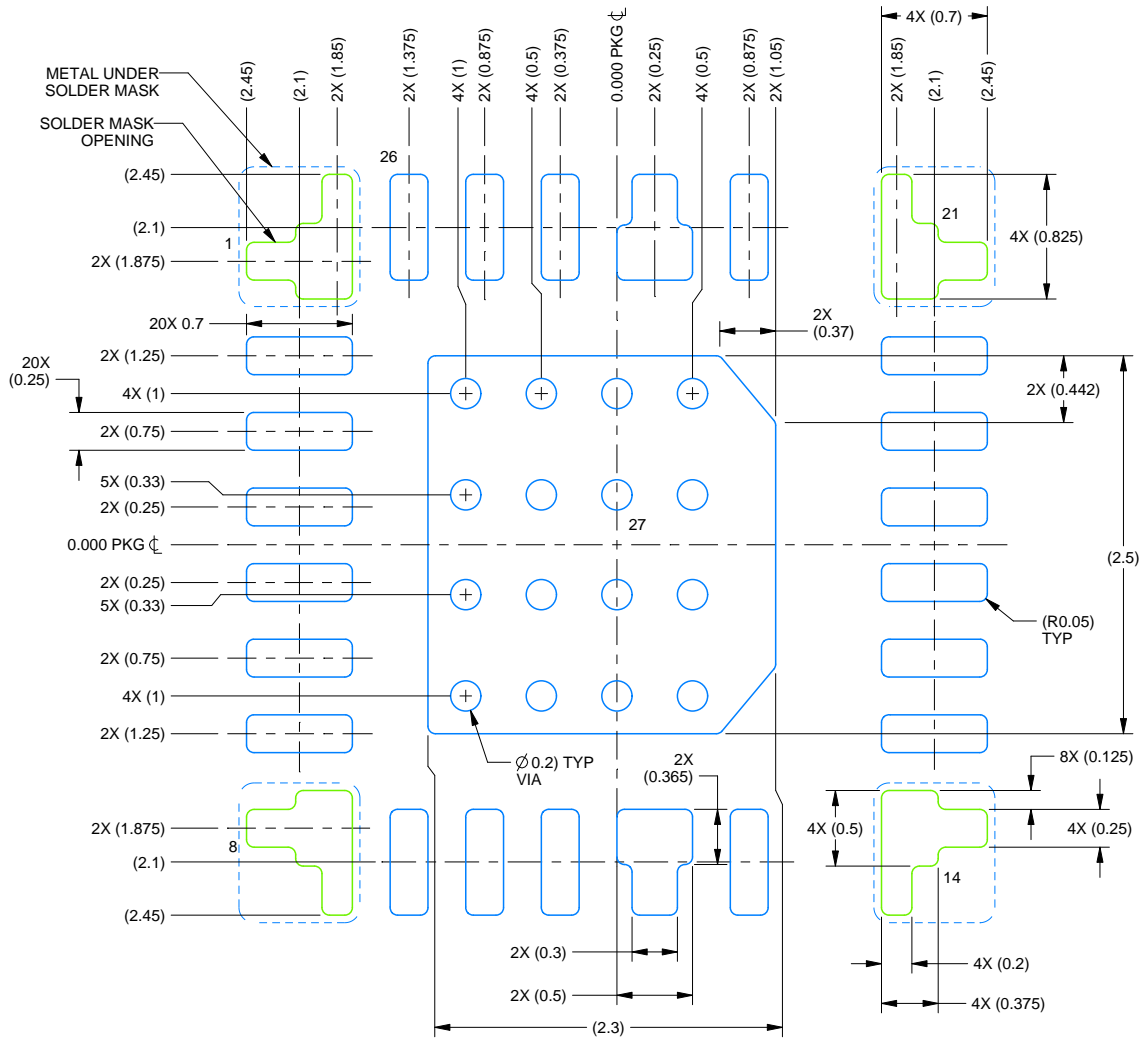 METAL UNDER
SOLDER MASK
SOLDER MASK
OPENING
(2.45)
(2.1)
2X (1.85)
2X (1.375)
4X (1)
2X (0.875)
4X (0.5)
2X (0.375)
0.000 PKG ℄
2X (0.25)
4X (0.5)
2X (0.875)
2X (1.05)
4X (0.7)
2X (1.85)
(2.1)
(2.45)
26
21
1
(2.45)
(2.1)
2X (1.875)
4X (0.825)
20X 0.7
2X
(0.37)
2X (1.25)
20X
(0.25)
4X (1)
2X (0.442)
2X (0.75)
5X (0.33)
2X (0.25)
27
0.000 PKG ℄
(2.5)
2X (0.25)
5X (0.33)
(R0.05)
TYP
2X (0.75)
4X (1)
2X (1.25)
Ø 0.2) TYP
VIA
2X
(0.365)
8X (0.125)
2X (1.875)
8
4X (0.5)
4X (0.25)
(2.1)
14
(2.45)
2X (0.3)
4X (0.2)
2X (0.5)
4X (0.375)
(2.3)